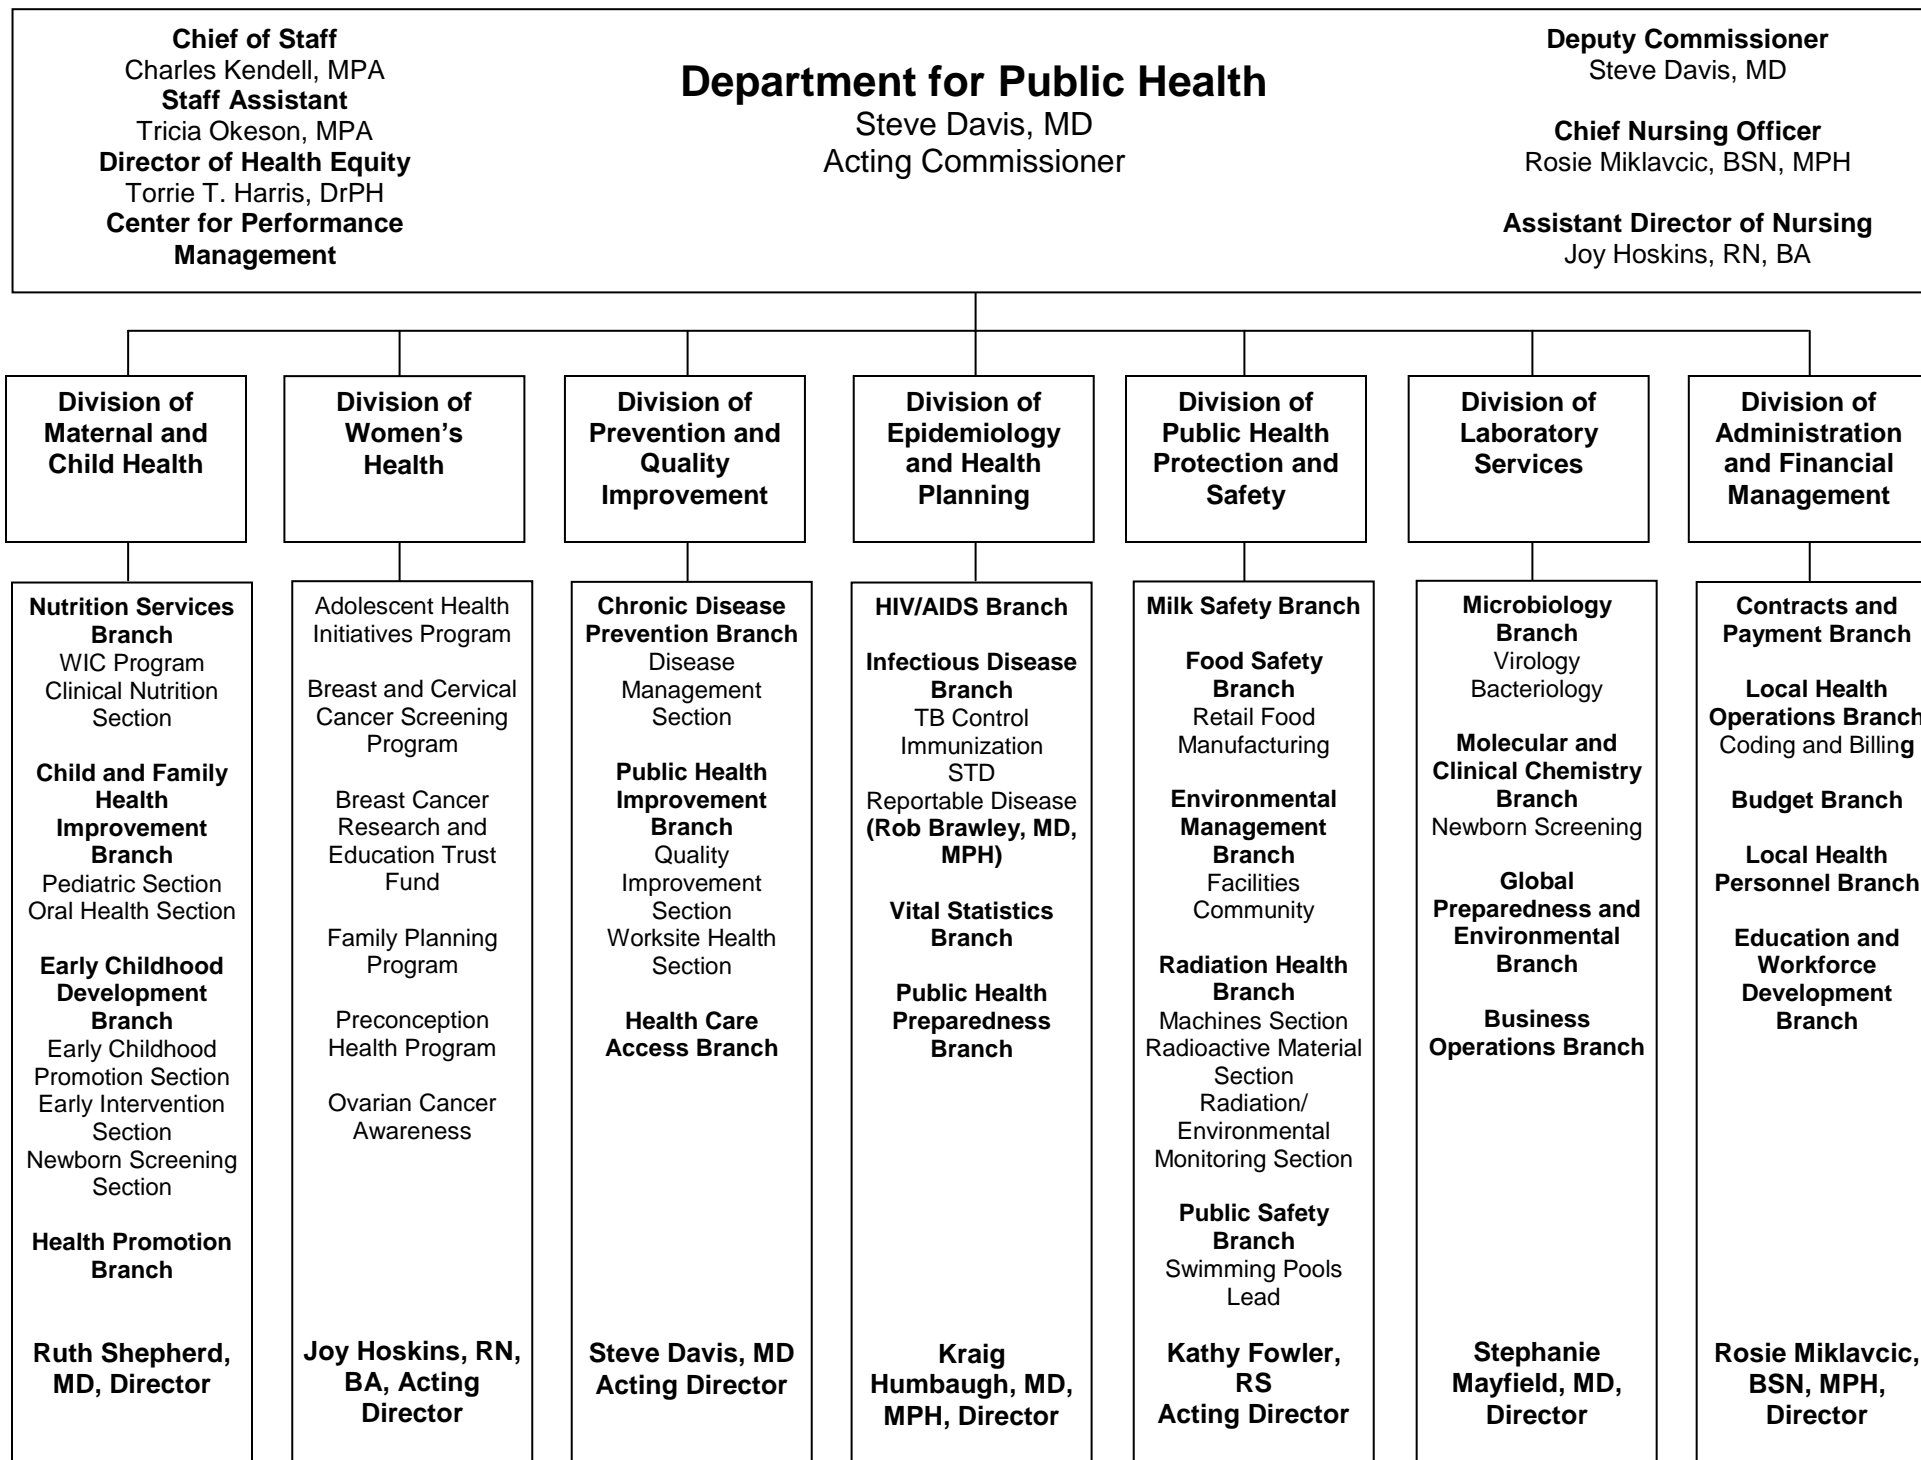 Chief of Staff
Charles Kendell, MPA
Staff Assistant
Tricia Okeson, MPA
Director of Health Equity
Torrie T. Harris, DrPH
Center for Performance
Management
Department for Public Health
Steve Davis, MD
Acting Commissioner
Deputy Commissioner
Steve Davis, MD
Chief Nursing Officer
Rosie Miklavcic, BSN, MPH
Assistant Director of Nursing
Joy Hoskins, RN, BA
Division of
Maternal and
Child Health
Division of
Women’s
Health
Division of
Prevention and
Quality
Improvement
Division of
Epidemiology
and Health
Planning
Division of
Public Health
Protection and
Safety
Division of
Laboratory
Services
Division of
Administration
and Financial
Management
Nutrition Services
Branch
WIC Program
Clinical Nutrition
Section
Child and Family
Health
Improvement
Branch
Pediatric Section
Oral Health Section
Early Childhood
Development
Branch
Early Childhood
Promotion Section
Early Intervention
Section
Newborn Screening
Section
Health Promotion
Branch
Ruth Shepherd,
MD, Director
Adolescent Health
Initiatives Program
Breast and Cervical
Cancer Screening
Program
Breast Cancer
Research and
Education Trust
Fund
Family Planning
Program
Preconception
Health Program
Ovarian Cancer
Awareness
Joy Hoskins, RN,
BA, Acting
Director
Chronic Disease
Prevention Branch
Disease
Management
Section
Public Health
Improvement
Branch
Quality
Improvement
Section
Worksite Health
Section
Health Care
Access Branch
Steve Davis, MD
Acting Director
HIV/AIDS Branch
Infectious Disease
Branch
TB Control
Immunization
STD
Reportable Disease
(Rob Brawley, MD,
MPH)
Vital Statistics
Branch
Public Health
Preparedness
Branch
Kraig
Humbaugh, MD,
MPH, Director
Milk Safety Branch
Food Safety
Branch
Retail Food
Manufacturing
Environmental
Management
Branch
Facilities
Community
Radiation Health
Branch
Machines Section
Radioactive Material
Section
Radiation/
Environmental
Monitoring Section
Public Safety
Branch
Swimming Pools
Lead
Kathy Fowler,
RS
Acting Director
Microbiology
Branch
Virology
Bacteriology
Molecular and
Clinical Chemistry
Branch
Newborn Screening
Global
Preparedness and
Environmental
Branch
Business
Operations Branch
Stephanie
Mayfield, MD,
Director
Contracts and
Payment Branch
Local Health
Operations Branch
Coding and Billing
Budget Branch
Local Health
Personnel Branch
Education and
Workforce
Development
Branch
Rosie Miklavcic,
BSN, MPH,
Director